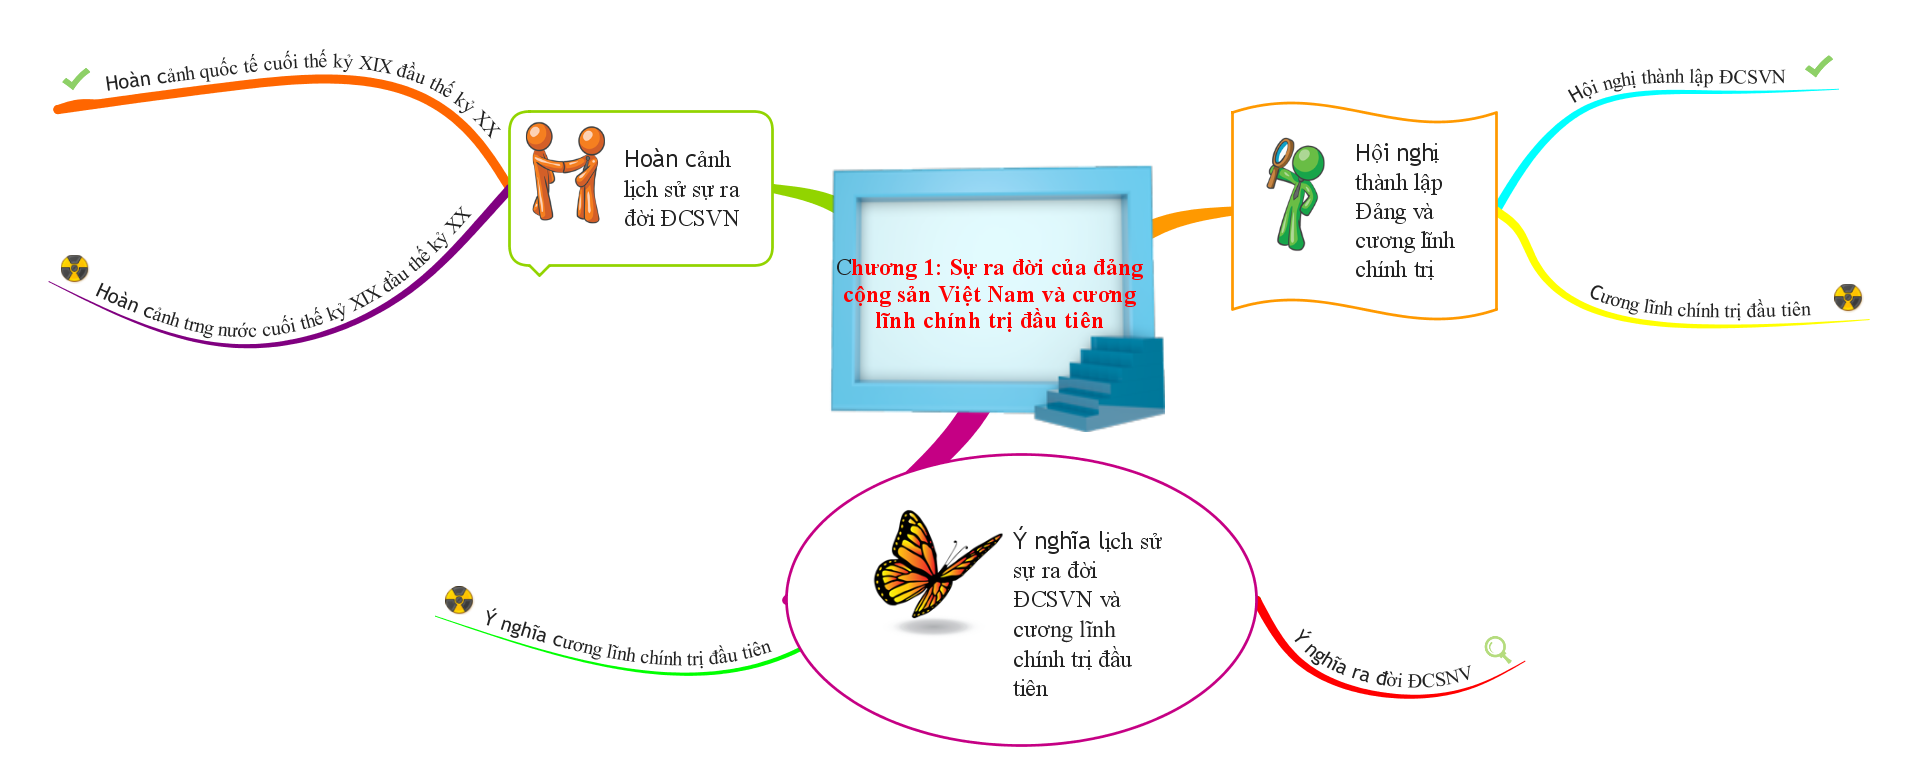 Hoàn cảnh quốc tế cuối thế kỷ XIX đầu thế kỷ XX
Hoàn cảnh trng nước cuối thế kỷ XIX đầu thế kỷ XX
Hoàn cảnh
lịch sử sự ra
đời ĐCSVN
Chương 1: Sự ra đời của đảng
cộng sản Việt Nam và cương
lĩnh chính trị đầu tiên
Hội nghị
thành lập
Đảng và
cương lĩnh
chính trị
Hội nghị thành lập ĐCSVN
Cương lĩnh chính trị đầu tiên
Ý nghĩa lịch sử
sự ra đời
ĐCSVN và
cương lĩnh
chính trị đầu
tiên
Ý nghĩa cương lĩnh chính trị đầu tiên
Ý nghĩa ra đời ĐCSNV